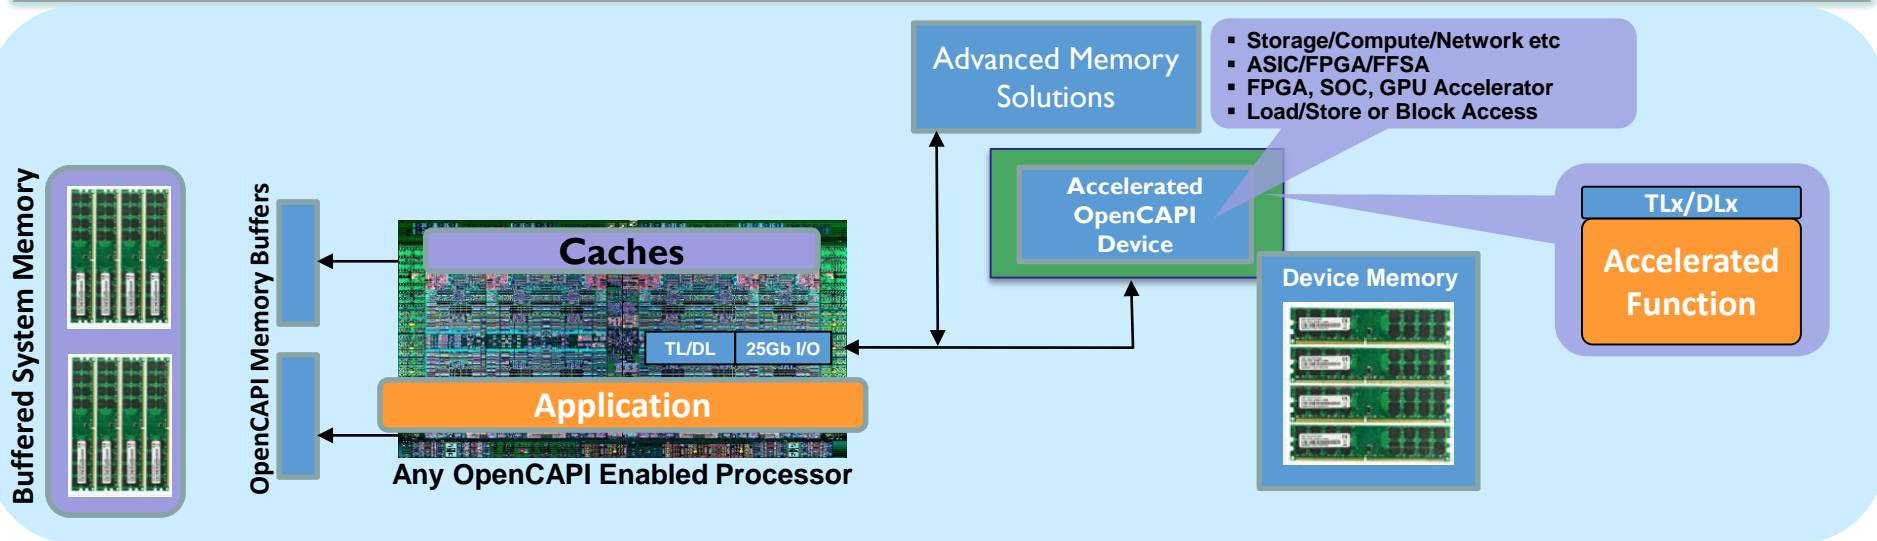 Advanced Memory
Solutions
▪ Storage/Compute/Network etc
▪ ASIC/FPGA/FFSA
▪ FPGA, SOC, GPU Accelerator
▪ Load/Store or Block Access
Buffered System Memory
OpenCAPI Memory Buffers
Caches
TL/DL
25Gb I/O
Application
Any OpenCAPI Enabled Processor
Accelerated
OpenCAPI
Device
Device Memory
TLx/DLx
Accelerated
Function